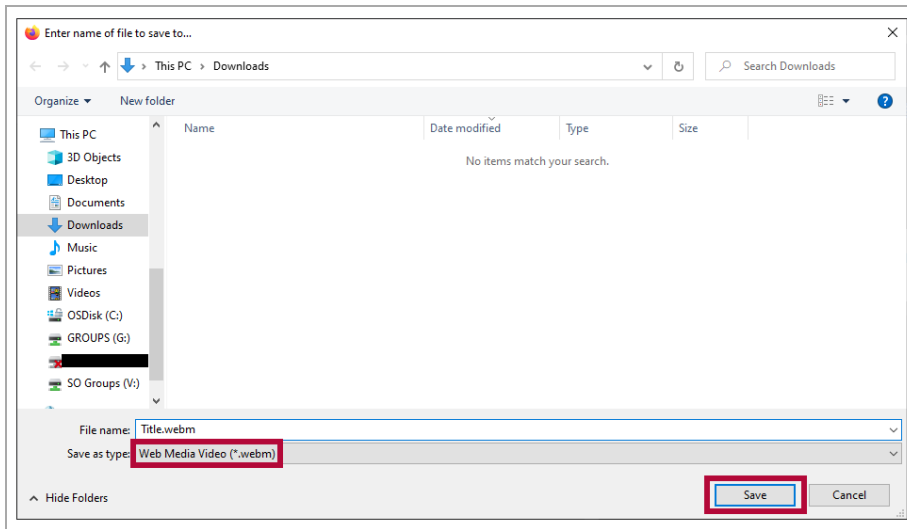 Enter name of file to save to...
This PC > Downloads
Search Downloads
Organize
New folder
Name Date modified Type Size
No items match your search.
This PC
3D Objects
Desktop
Documents
Downloads
Music
Pictures
Videos
OSDisk (C:)
GROUPS (G:)
SO Groups (V:)
File name: Title.webm
Save as type: Web Media Video (*.webm)
Hide Folders
Save
Cancel